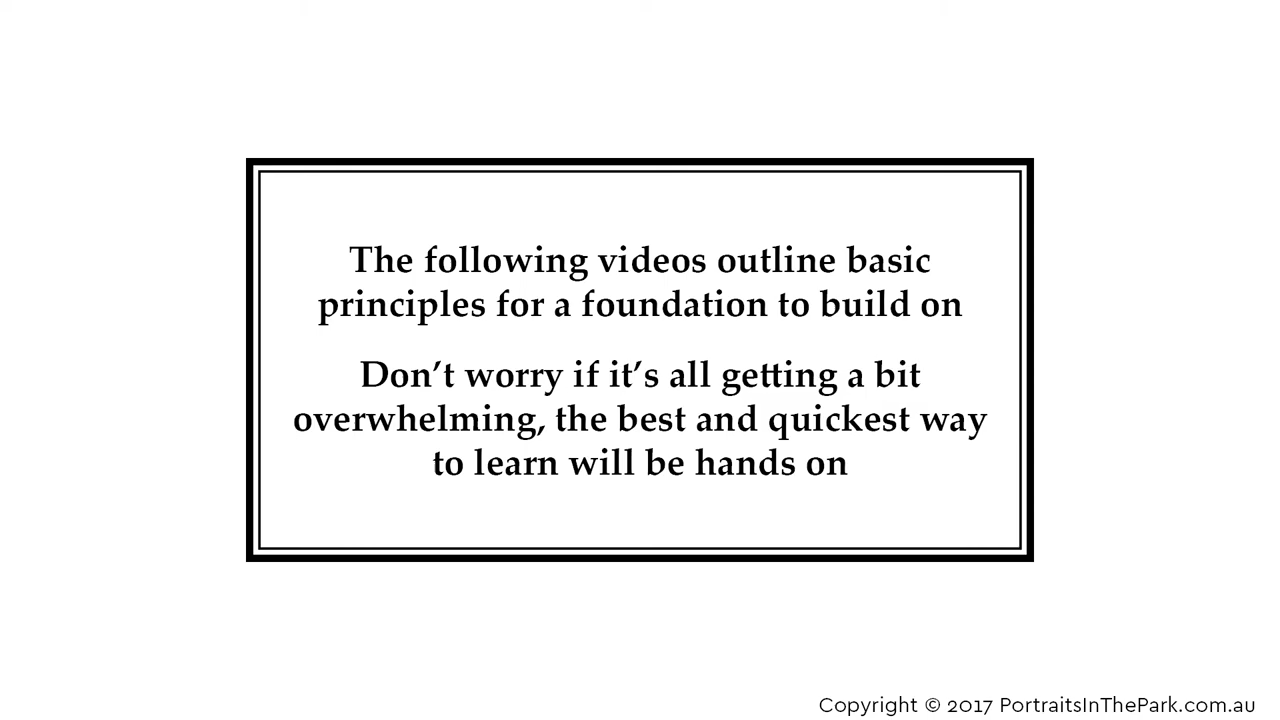 The following videos outline basic
principles for a foundation to build on
Don’t worry if it’s all getting a bit
overwhelming, the best and quickest way
to learn will be hands on
Copyright © 2017 PortraitsInThePark.com.au